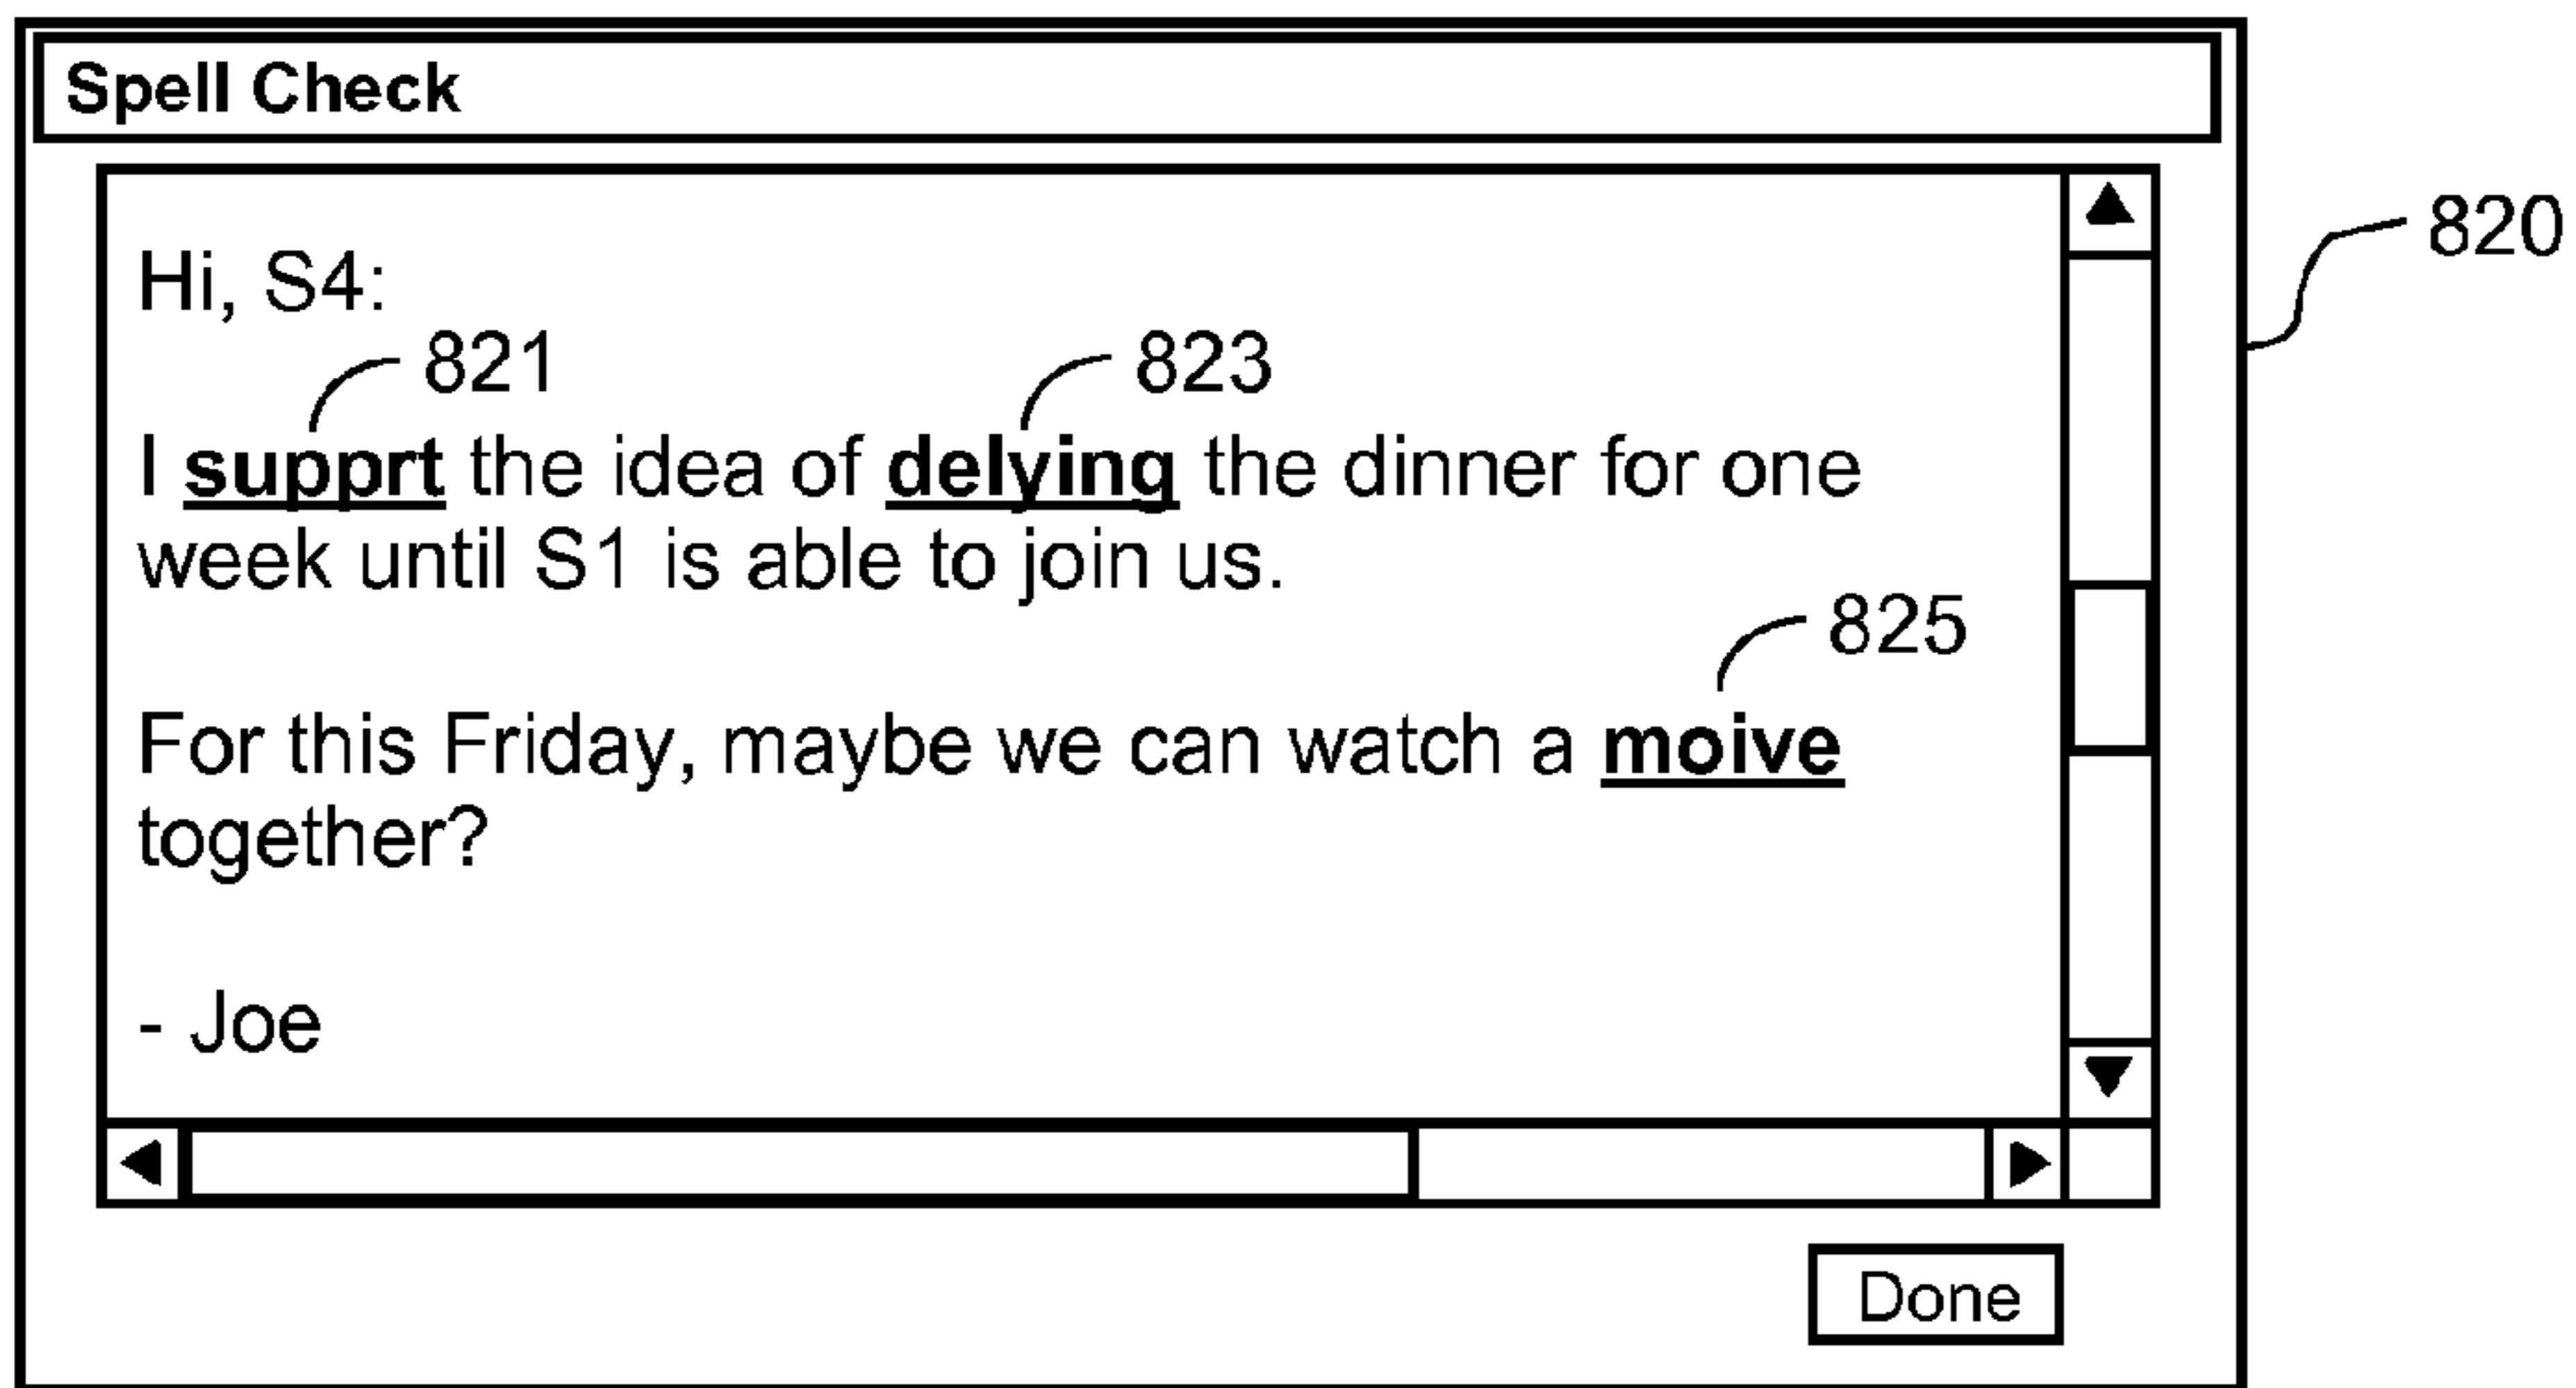 Spell Check
820
Hi, S4:
821 823
I supprt the idea of delying the dinner for one
week until S1 is able to join us.
825
For this Friday, maybe we can watch a moive
together?
- Joe
Done